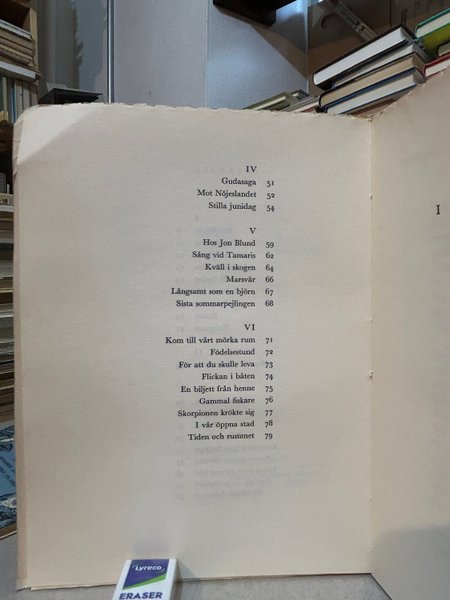 IV
Gudasaga 51
Mot Nöjeslandet 52
Stilla junidag 54
V
Hos Jon Blund 59
Sång vid Tamaris 62
Kväll i skogen 64
Marsvår 66
Långsamt som en björn 67
Sista sommarpejlingen 68
VI
Kom till vårt mörka rum 71
Födelsestund 72
För att du skulle leva 73
Flickan i båten 74
En biljett från henne 75
Gammal fiskare 76
Skorpionen krökte sig 77
I vår öppna stad 78
Tiden och rummet 79
I
Lyreco
ERASER